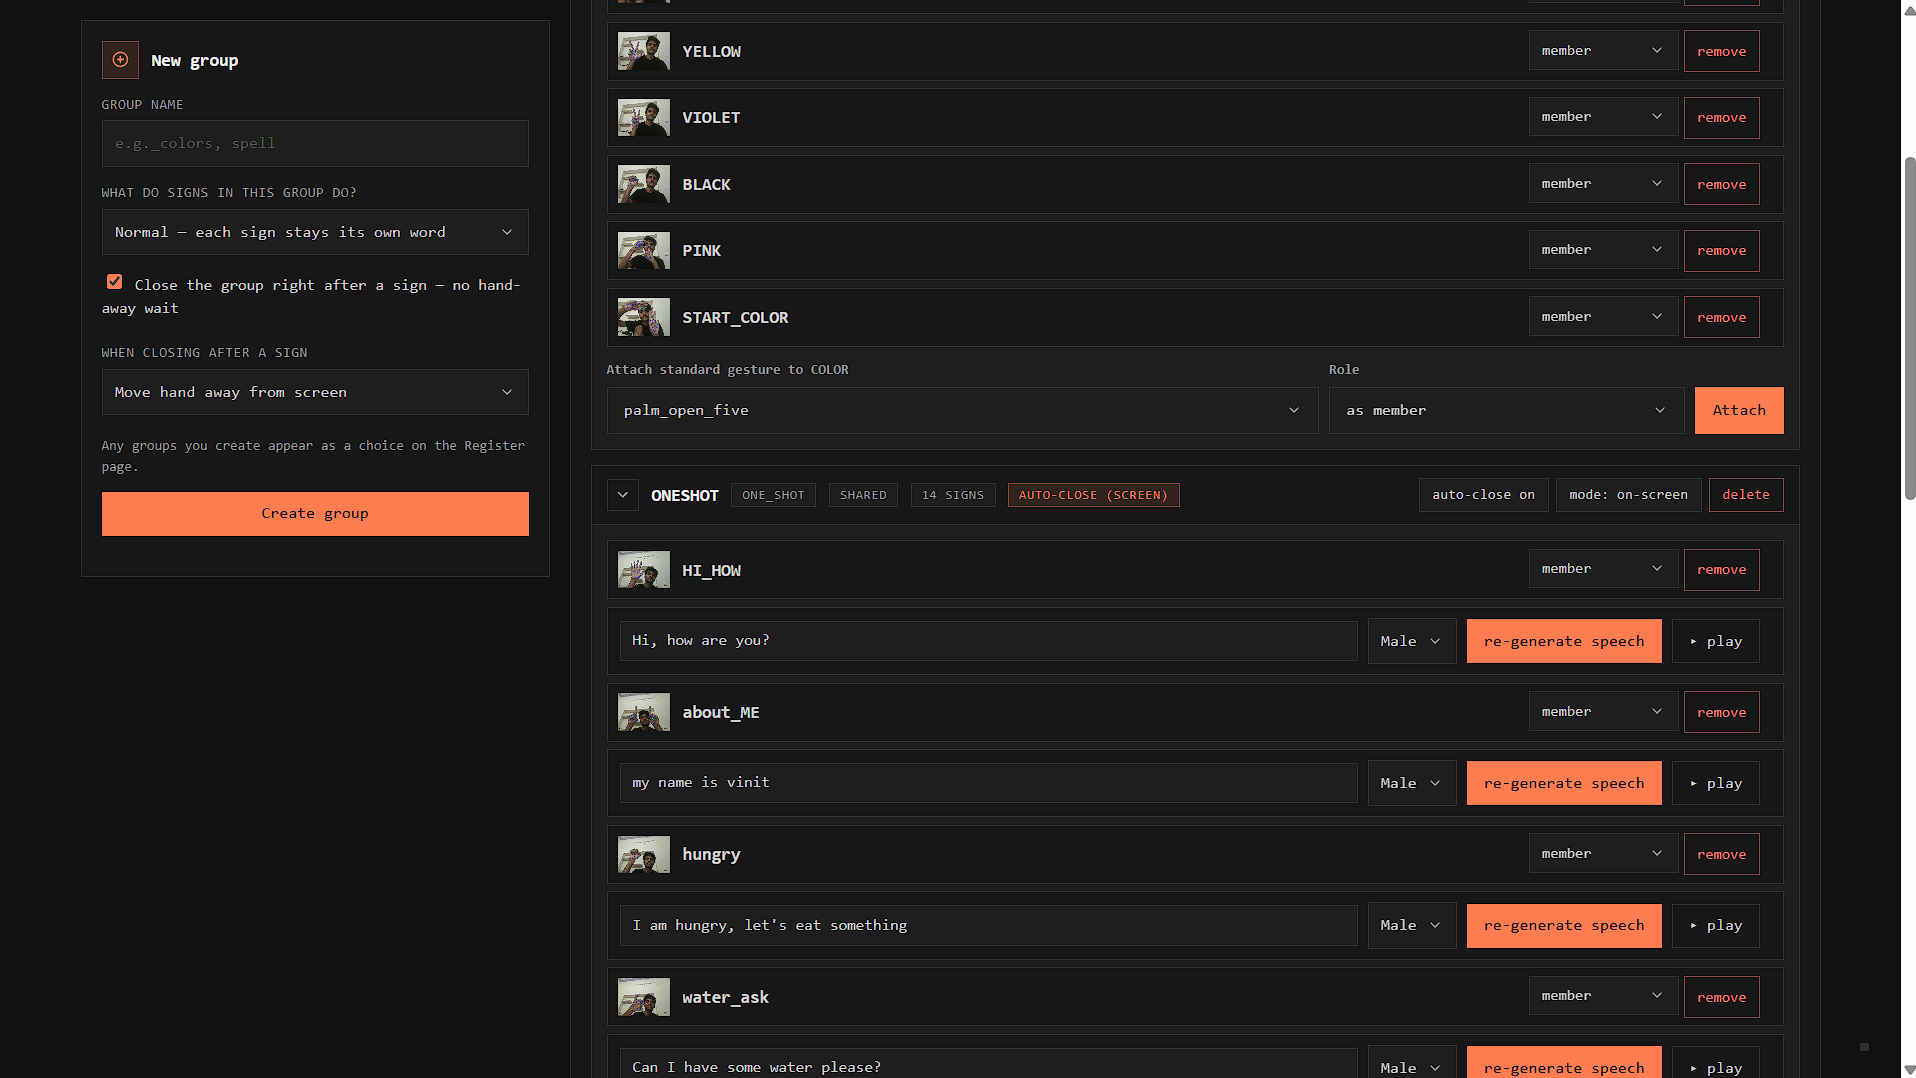 New group
GROUP NAME
e.g._colors, spell
WHAT DO SIGNS IN THIS GROUP DO?
Normal — each sign stays its own word
Close the group right after a sign — no hand-
away wait
WHEN CLOSING AFTER A SIGN
Move hand away from screen
Any groups you create appear as a choice on the Register
page.
Create group
YELLOW member remove
VIOLET member remove
BLACK member remove
PINK member remove
START_COLOR member remove
Attach standard gesture to COLOR Role
palm_open_five as member Attach
ONESHOT ONE_SHOT SHARED 14 SIGNS AUTO-CLOSE (SCREEN) auto-close on mode: on-screen delete
HI_HOW member remove
Hi, how are you? Male re-generate speech ▸ play
about_ME member remove
my name is vinit Male re-generate speech ▸ play
hungry member remove
I am hungry, let's eat something Male re-generate speech ▸ play
water_ask member remove
Can I have some water please? Male re-generate speech ▸ play